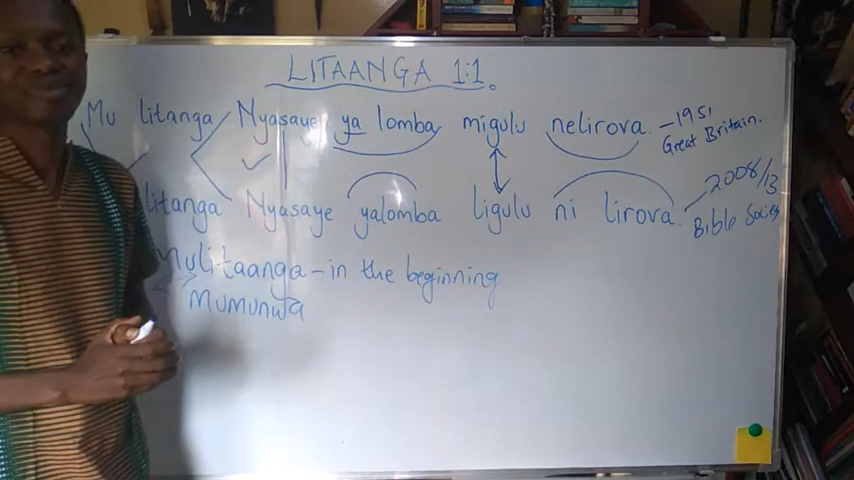 LITAANGA 1:1.
Mu litanga Nyasaye ya lomba migulu nelirova. – 1951 Great Britain.
litanga Nyasaye yalomba ligulu ni lirova. 2008/13 Bible Society
Mulitaanga – in the beginning
Mumunwa